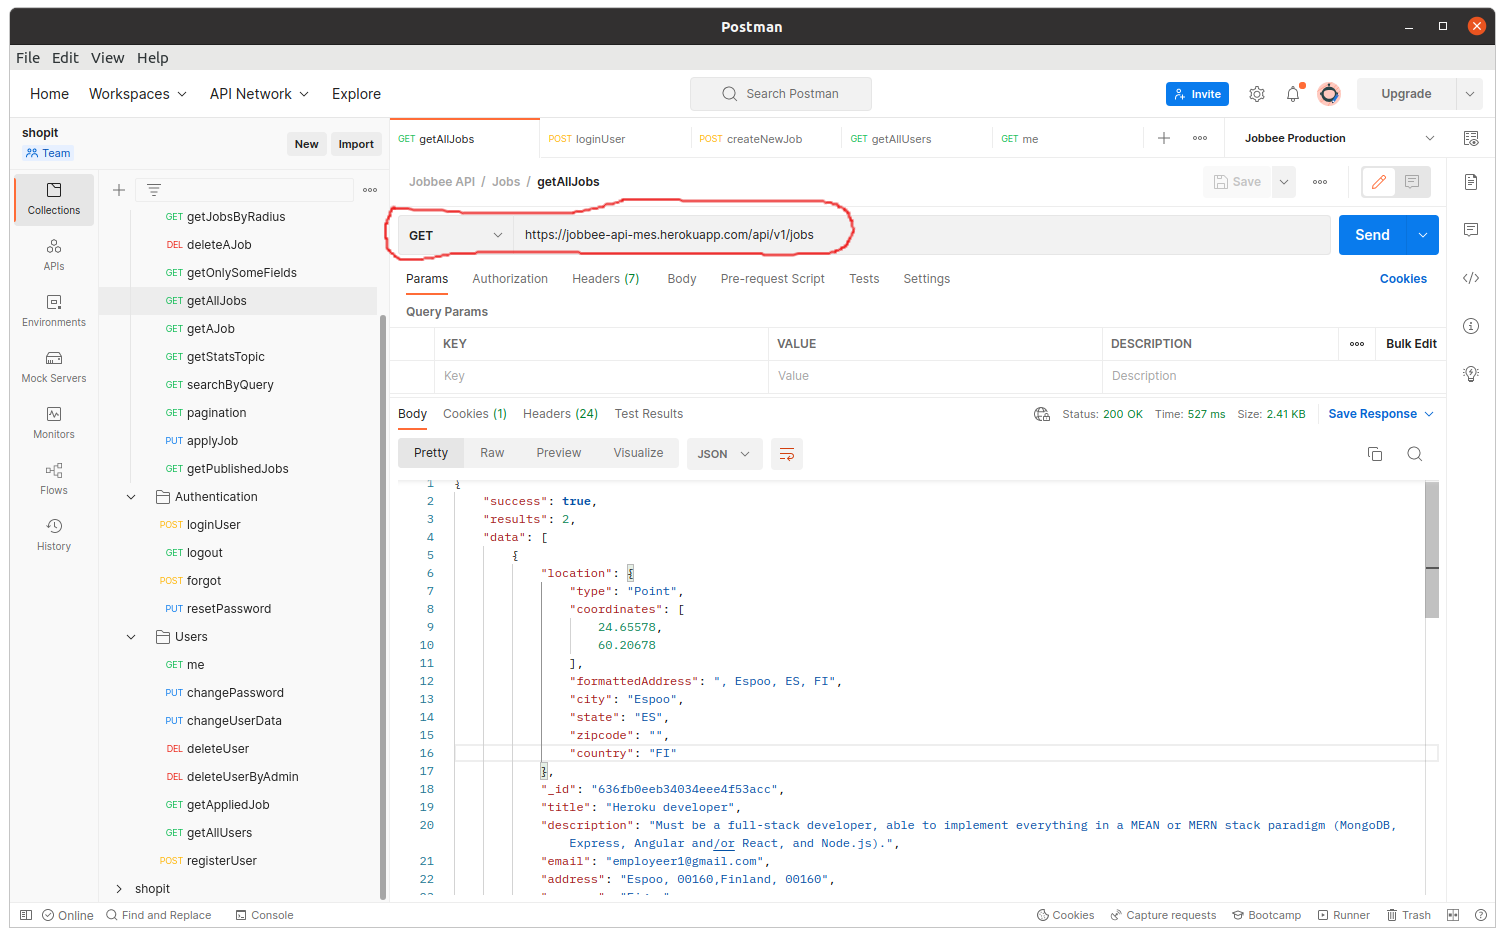 Postman
File Edit View Help
Home Workspaces API Network Explore Search Postman Invite Upgrade
shopit
Team
New Import
GET getAllJobs POST loginUser POST createNewJob GET getAllUsers GET me Jobbee Production
Jobbee API / Jobs / getAllJobs Save
GET https://jobbee-api-mes.herokuapp.com/api/v1/jobs Send
Params Authorization Headers (7) Body Pre-request Script Tests Settings Cookies
Query Params
KEY VALUE DESCRIPTION Bulk Edit
Key Value Description
Body Cookies (1) Headers (24) Test Results Status: 200 OK Time: 527 ms Size: 2.41 KB Save Response
Pretty Raw Preview Visualize JSON
Collections
APIs
Environments
Mock Servers
Monitors
Flows
History
GET getJobsByRadius
DEL deleteAJob
GET getOnlySomeFields
GET getAllJobs
GET getAJob
GET getStatsTopic
GET searchByQuery
GET pagination
PUT applyJob
GET getPublishedJobs
Authentication
POST loginUser
GET logout
POST forgot
PUT resetPassword
Users
GET me
PUT changePassword
PUT changeUserData
DEL deleteUser
DEL deleteUserByAdmin
GET getAppliedJob
GET getAllUsers
POST registerUser
shopit
1 {
2 "success": true,
3 "results": 2,
4 "data": [
5 {
6 "location": {
7 "type": "Point",
8 "coordinates": [
9 24.65578,
10 60.20678
11 ],
12 "formattedAddress": ", Espoo, ES, FI",
13 "city": "Espoo",
14 "state": "ES",
15 "zipcode": "",
16 "country": "FI"
17 },
18 "_id": "636fb0eeb34034eee4f53acc",
19 "title": "Heroku developer",
20 "description": "Must be a full-stack developer, able to implement everything in a MEAN or MERN stack paradigm (MongoDB,
Express, Angular and/or React, and Node.js).",
21 "email": "employeer1@gmail.com",
22 "address": "Espoo, 00160,Finland, 00160",
Online Find and Replace Console Cookies Capture requests Bootcamp Runner Trash